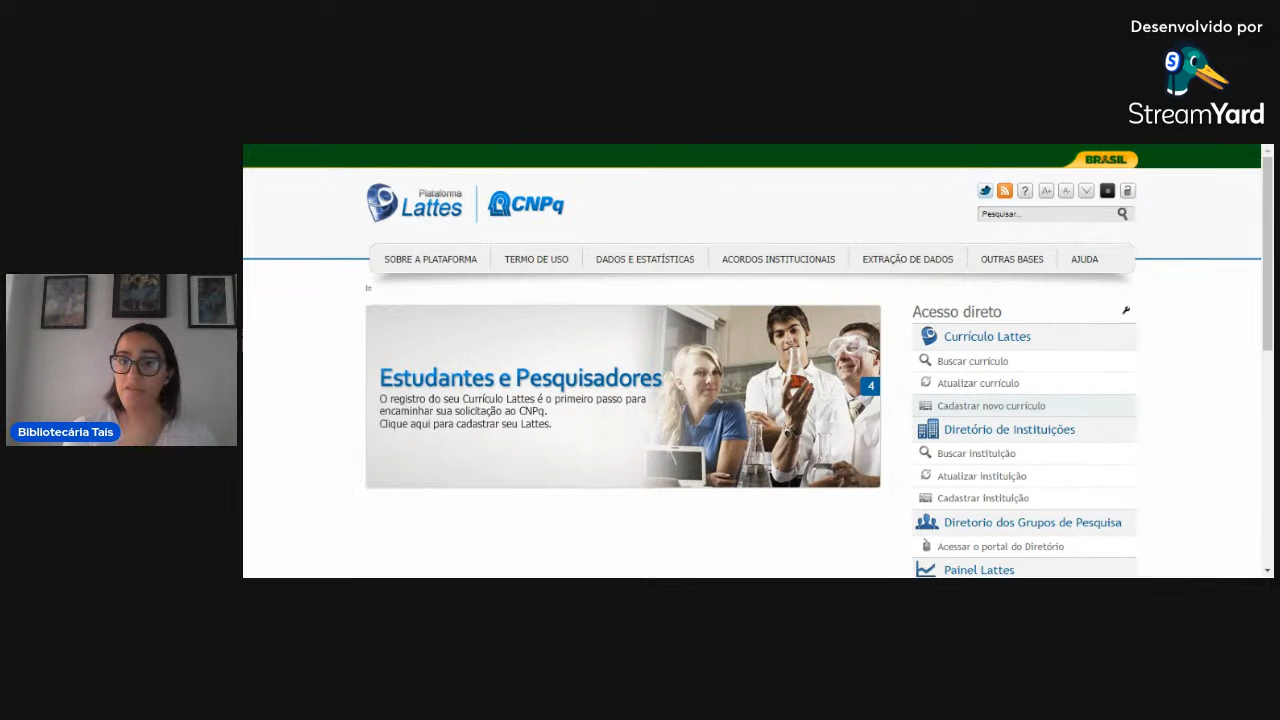 Desenvolvido por
StreamYard
BRASIL
Plataforma
Lattes
CNPq
Pesquisar...
SOBRE A PLATAFORMA
TERMO DE USO
DADOS E ESTATÍSTICAS
ACORDOS INSTITUCIONAIS
EXTRAÇÃO DE DADOS
OUTRAS BASES
AJUDA
Estudantes e Pesquisadores
O registro do seu Currículo Lattes é o primeiro passo para
encaminhar sua solicitação ao CNPq.
Clique aqui para cadastrar seu Lattes.
4
Acesso direto
Currículo Lattes
Buscar currículo
Atualizar currículo
Cadastrar novo currículo
Diretório de Instituições
Buscar instituição
Atualizar instituição
Cadastrar instituição
Diretorio dos Grupos de Pesquisa
Acessar o portal do Diretório
Painel Lattes
Bibliotecária Taís